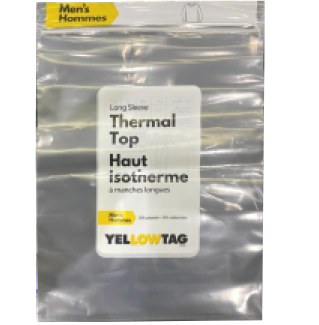 Men's
Hommes
Long Sleeve
Thermal
Top
Haut
isotherme
à manches longues
Men's
Hommes
YELLOWTAG